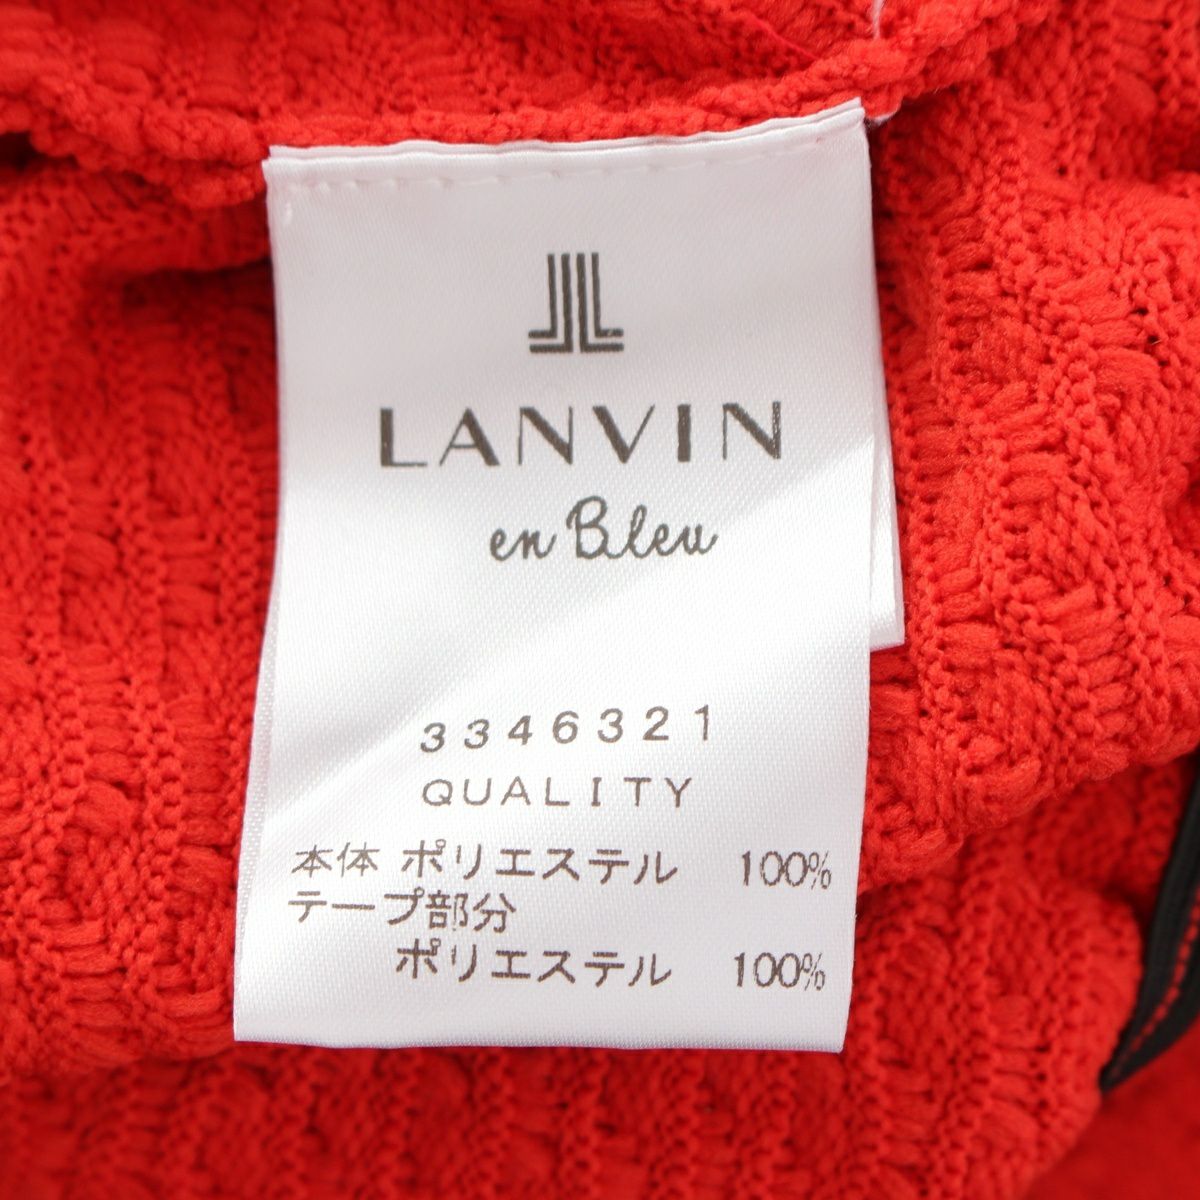 LANVIN
en Bleu
3346321
QUALITY
本体 ポリエステル 100%
テープ部分
ポリエステル 100%